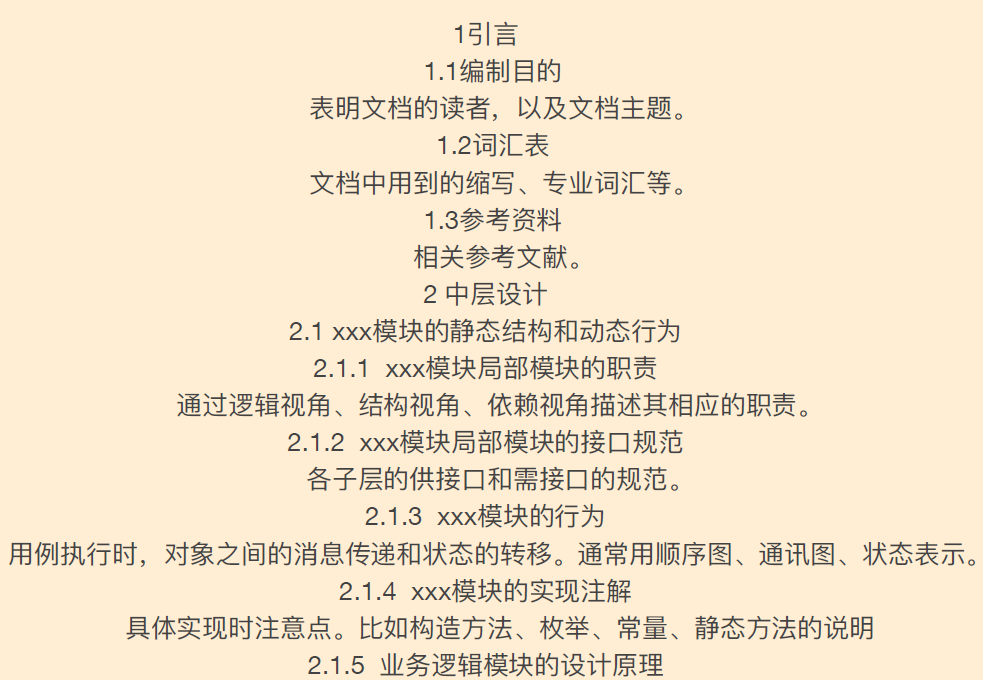 1引言
1.1编制目的
表明文档的读者，以及文档主题。
1.2词汇表
文档中用到的缩写、专业词汇等。
1.3参考资料
相关参考文献。
2 中层设计
2.1 xxx模块的静态结构和动态行为
2.1.1 xxx模块局部模块的职责
通过逻辑视角、结构视角、依赖视角描述其相应的职责。
2.1.2 xxx模块局部模块的接口规范
各子层的供接口和需接口的规范。
2.1.3 xxx模块的行为
用例执行时，对象之间的消息传递和状态的转移。通常用顺序图、通讯图、状态表示。
2.1.4 xxx模块的实现注解
具体实现时注意点。比如构造方法、枚举、常量、静态方法的说明
2.1.5 业务逻辑模块的设计原理